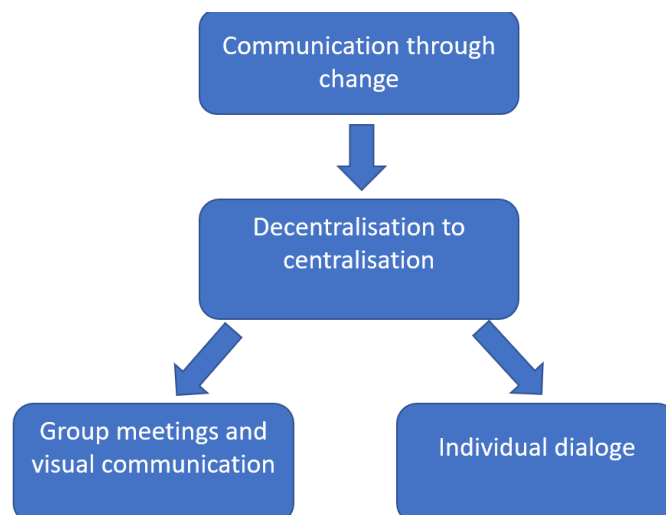 Communication through
change
Decentralisation to
centralisation
Group meetings and
visual communication
Individual dialoge